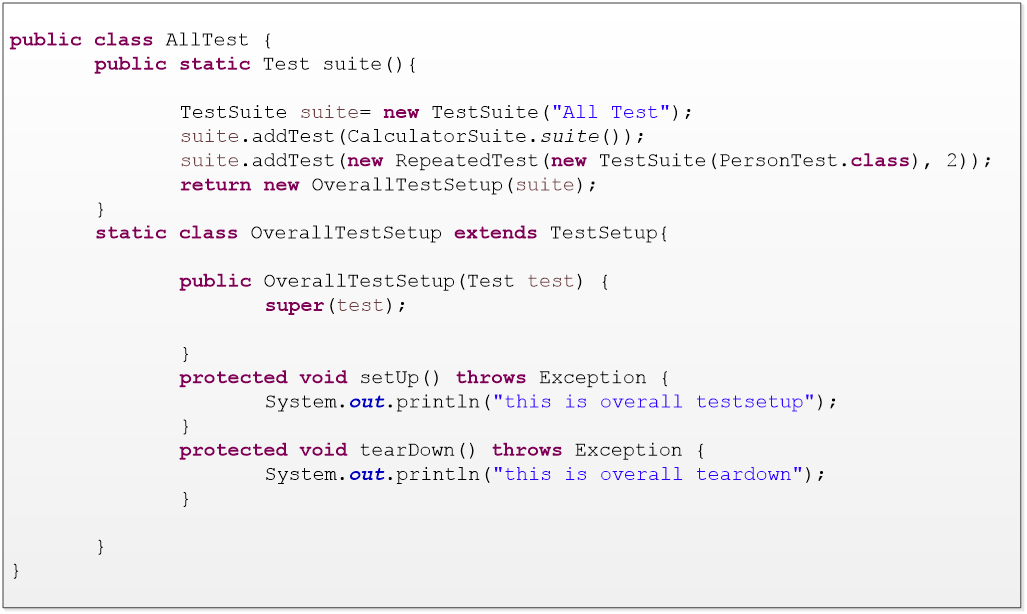 public class AllTest {
public static Test suite(){
TestSuite suite= new TestSuite("All Test");
suite.addTest(CalculatorSuite.suite());
suite.addTest(new RepeatedTest(new TestSuite(PersonTest.class), 2));
return new OverallTestSetup(suite);
}
static class OverallTestSetup extends TestSetup{
public OverallTestSetup(Test test) {
super(test);
}
protected void setUp() throws Exception {
System.out.println("this is overall testsetup");
}
protected void tearDown() throws Exception {
System.out.println("this is overall teardown");
}
}
}